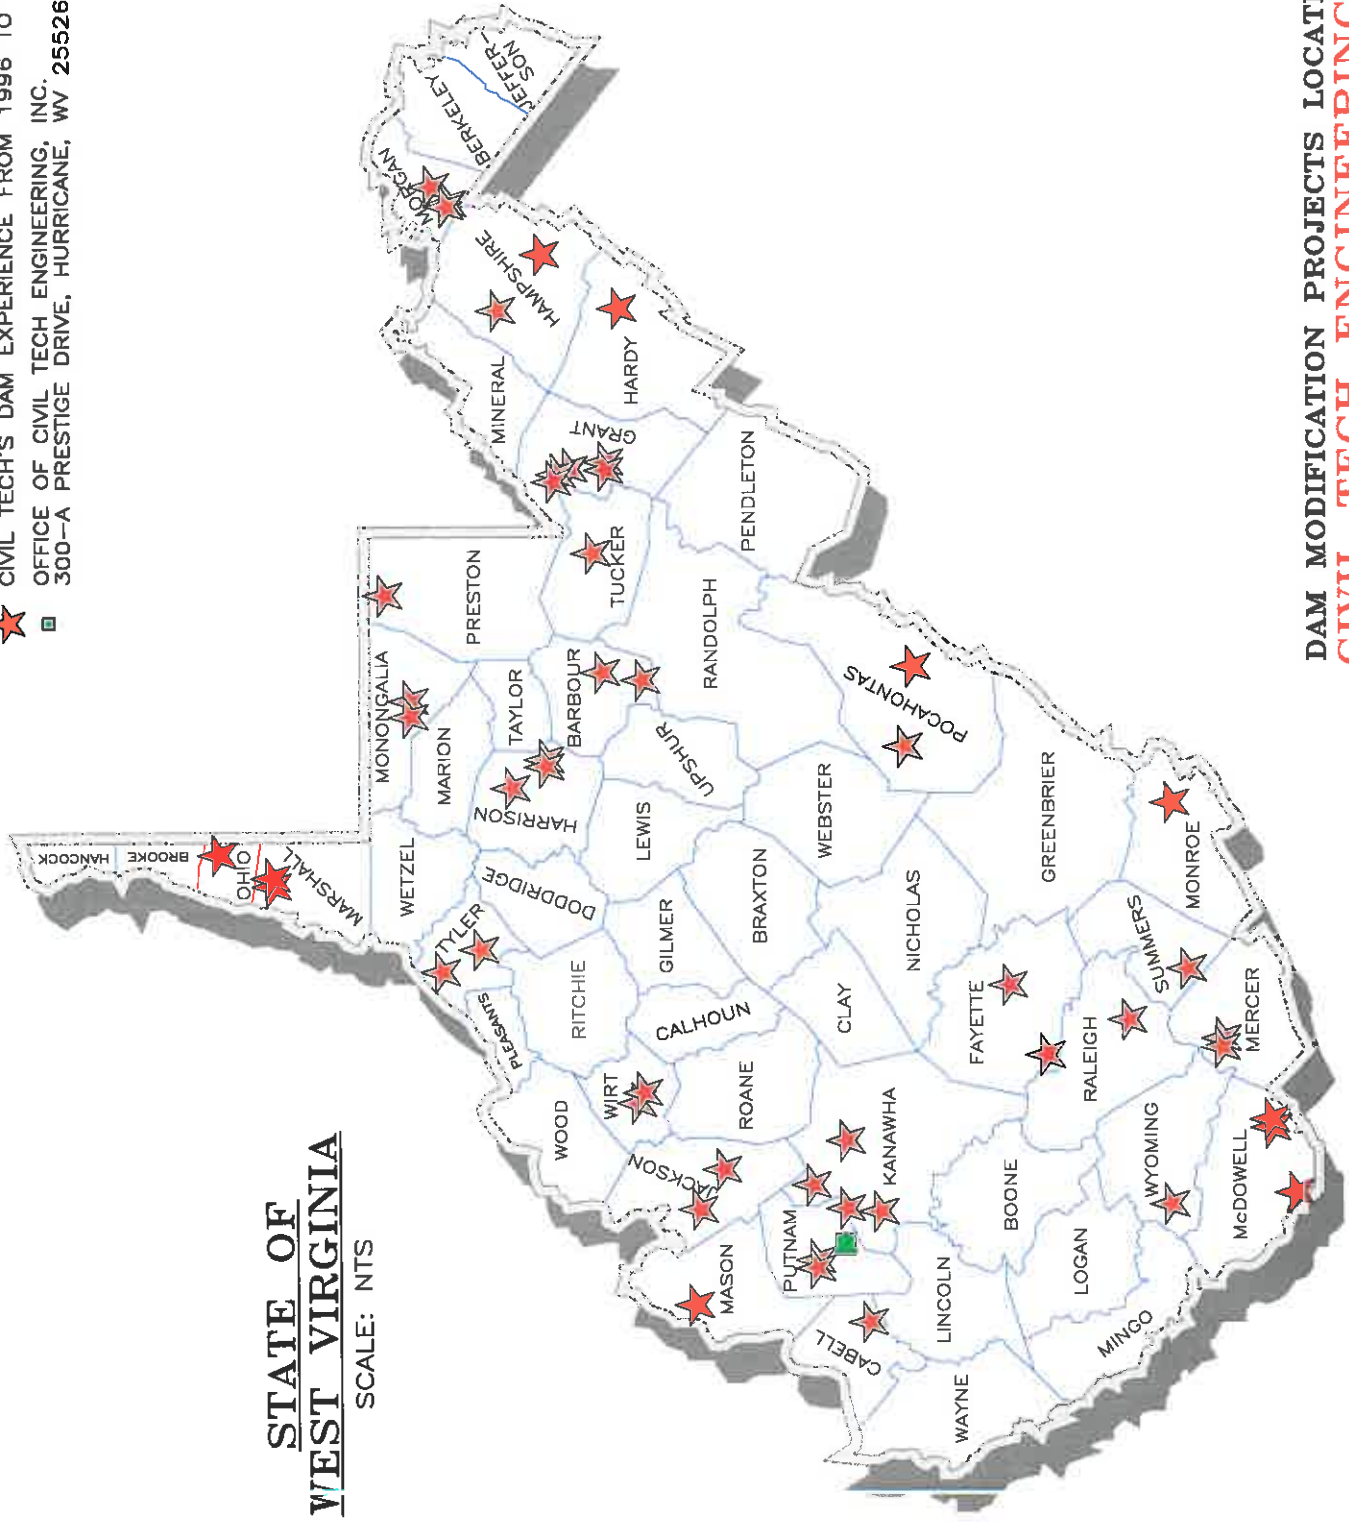 CIVIL TECH'S DAM EXPERIENCE FROM 1996 TO
OFFICE OF CIVIL TECH ENGINEERING, INC.
300-A PRESTIGE DRIVE, HURRICANE, WV 25526
STATE OF
WEST VIRGINIA
SCALE: NTS
HANCOCK
BROOKE
OHIO
MARSHALL
WETZEL
MONONGALIA
MARION
PRESTON
TAYLOR
HARRISON
BARBOUR
TUCKER
TYLER
PLEASANTS
DODDRIDGE
RITCHIE
WOOD
WIRT
CALHOUN
GILMER
LEWIS
UPSHUR
RANDOLPH
GRANT
MINERAL
HAMPSHIRE
HARDY
MORGAN
BERKELEY
JEFFER-
SON
PENDLETON
POCAHONTAS
WEBSTER
BRAXTON
CLAY
NICHOLAS
ROANE
JACKSON
MASON
PUTNAM
KANAWHA
CABELL
WAYNE
LINCOLN
BOONE
LOGAN
MINGO
WYOMING
McDOWELL
RALEIGH
FAYETTE
GREENBRIER
SUMMERS
MERCER
MONROE
DAM MODIFICATION PROJECTS LOCATI
CIVIL TECH ENGINEERING